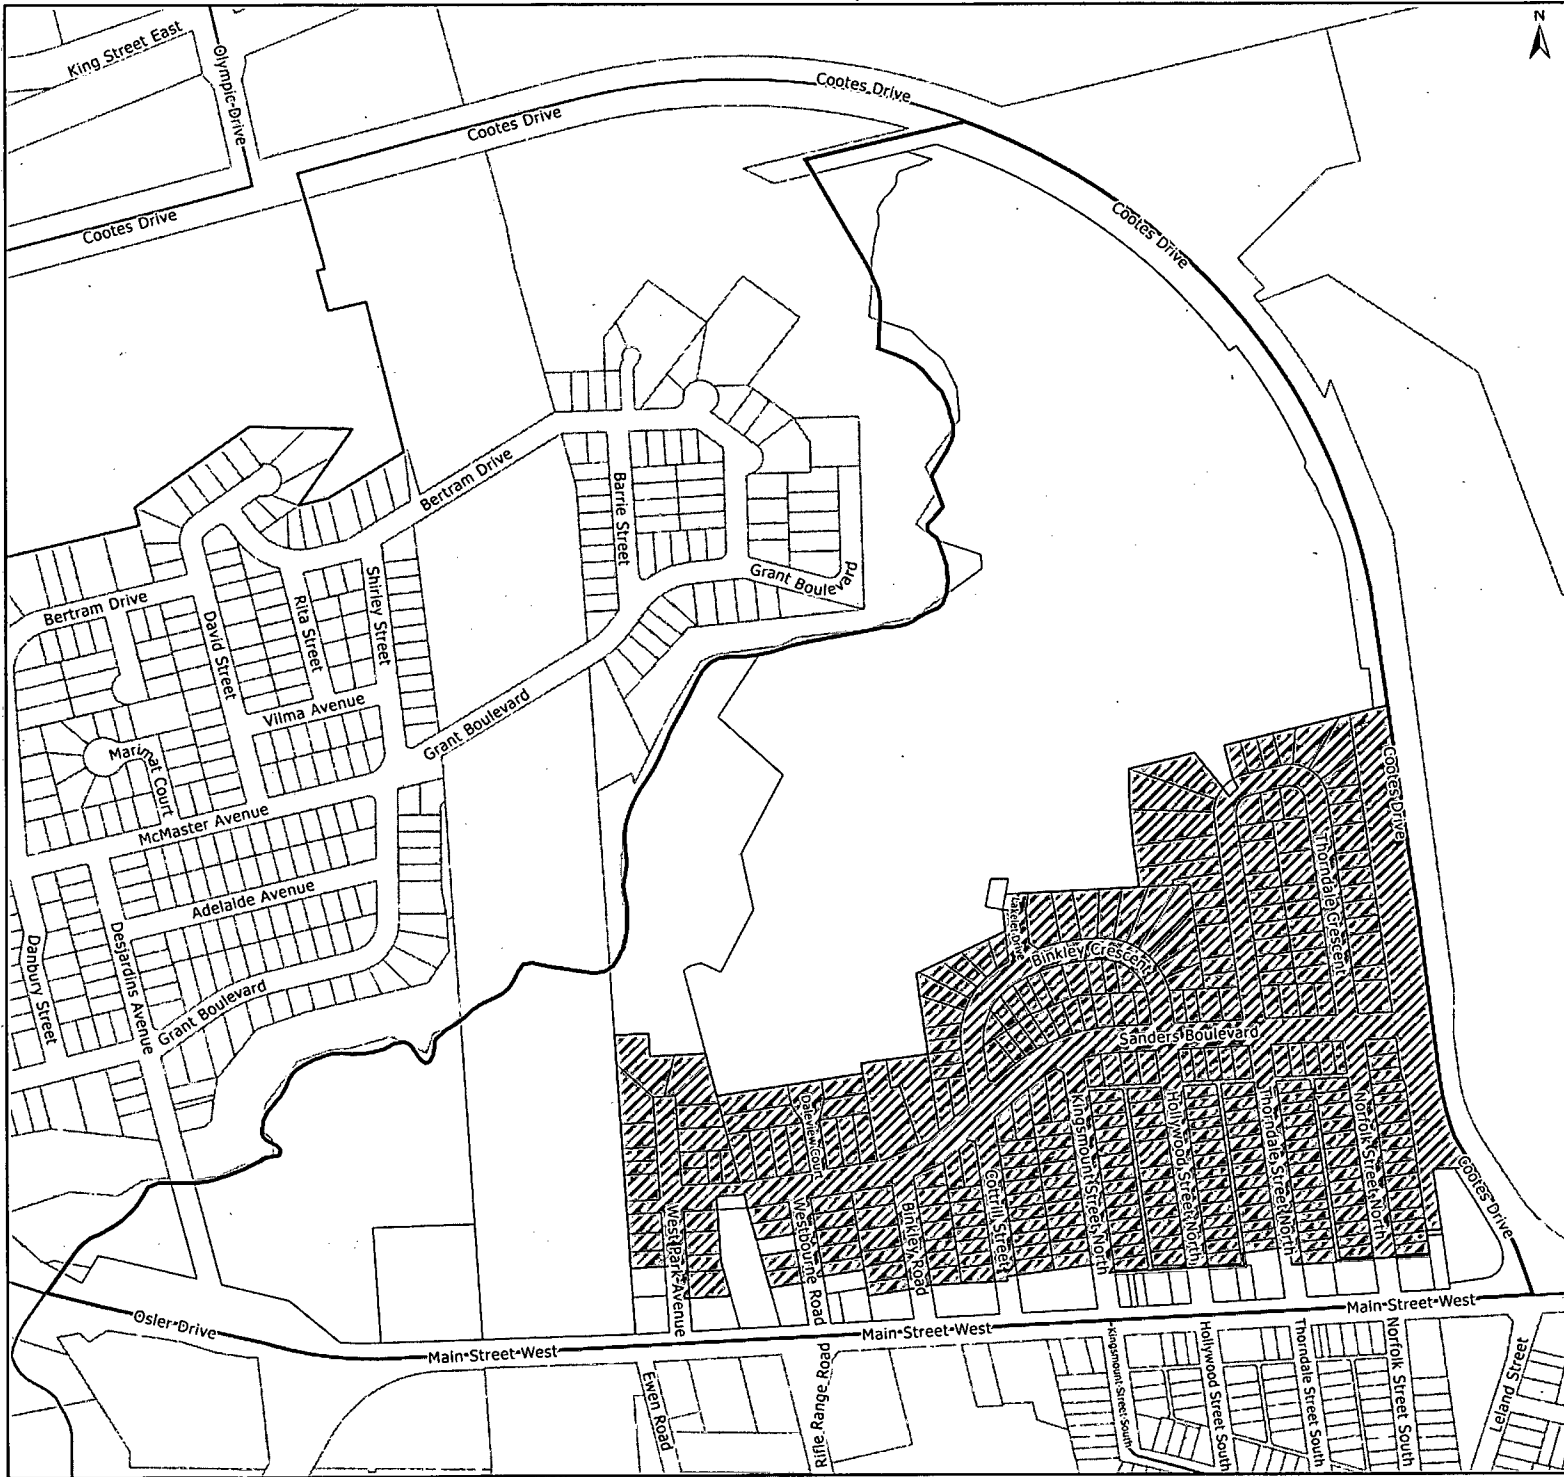 N
King Street East
Olympic Drive
Cootes Drive
Cootes Drive
Cootes Drive
Cootes Drive
Bertram Drive
Barrie Street
Grant Boulevard
Bertram Drive
David Street
Rita Street
Shirley Street
Vilma Avenue
Grant Boulevard
Marimat Court
McMaster Avenue
Cootes Drive
Thorndale Crescent
Adelaide Avenue
Danbury Street
Desjardins Avenue
Grant Boulevard
Binkley Crescent
Sanders Boulevard
Daleview Court
Kingsmount Street North
Hollywood Street North
Thorndale Street North
Norfolk Street North
Cootes Drive
West Park Avenue
Westbourne Road
Binkley Road
Cottrill Street
Osler Drive
Main Street West
Main Street West
Main Street West
Ewen Road
Rifle Range Road
Kingsmount Street South
Hollywood Street South
Thorndale Street South
Norfolk Street South
Leland Street